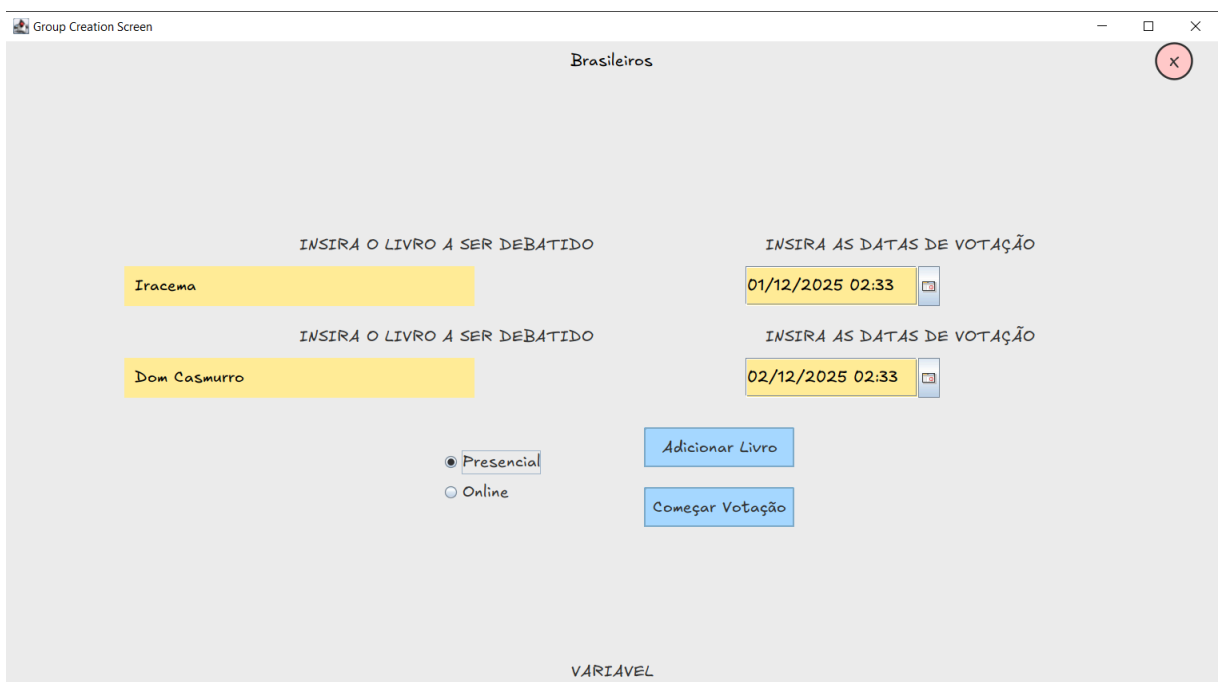 Group Creation Screen
Brasileiros
x
INSIRA O LIVRO A SER DEBATIDO INSIRA AS DATAS DE VOTAÇÃO
Iracema 01/12/2025 02:33
INSIRA O LIVRO A SER DEBATIDO INSIRA AS DATAS DE VOTAÇÃO
Dom Casmurro 02/12/2025 02:33
Adicionar Livro
Presencial
Online
Começar Votação
VARIAVEL